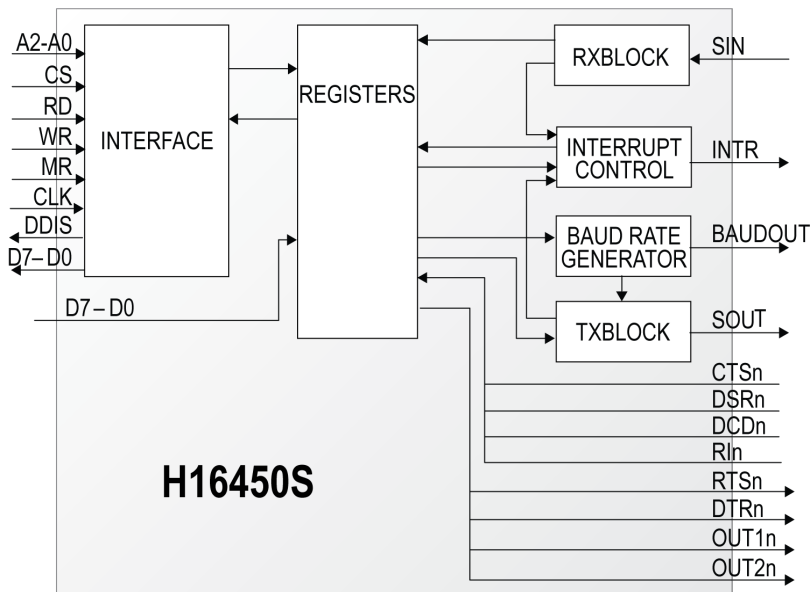 A2-A0
CS
RD
WR
MR
CLK
DDIS
D7–D0
D7–D0
INTERFACE
REGISTERS
RXBLOCK
INTERRUPT
CONTROL
BAUD RATE
GENERATOR
TXBLOCK
SIN
INTR
BAUDOUT
SOUT
CTSn
DSRn
DCDn
RIn
RTSn
DTRn
OUT1n
OUT2n
H16450S